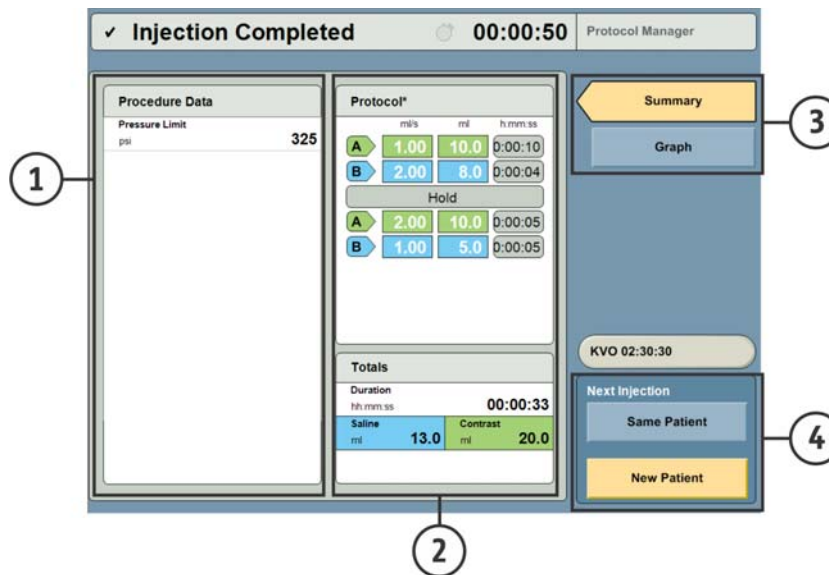 ✓ Injection Completed 00:00:50 Protocol Manager
Procedure Data
Pressure Limit
psi 325
Protocol*
ml/s ml h:mm:ss
A 1.00 10.0 0:00:10
B 2.00 8.0 0:00:04
Hold
A 2.00 10.0 0:00:05
B 1.00 5.0 0:00:05
Totals
Duration
hh:mm:ss 00:00:33
Saline Contrast
ml 13.0 ml 20.0
Summary
Graph
KVO 02:30:30
Next Injection
Same Patient
New Patient
1
2
3
4